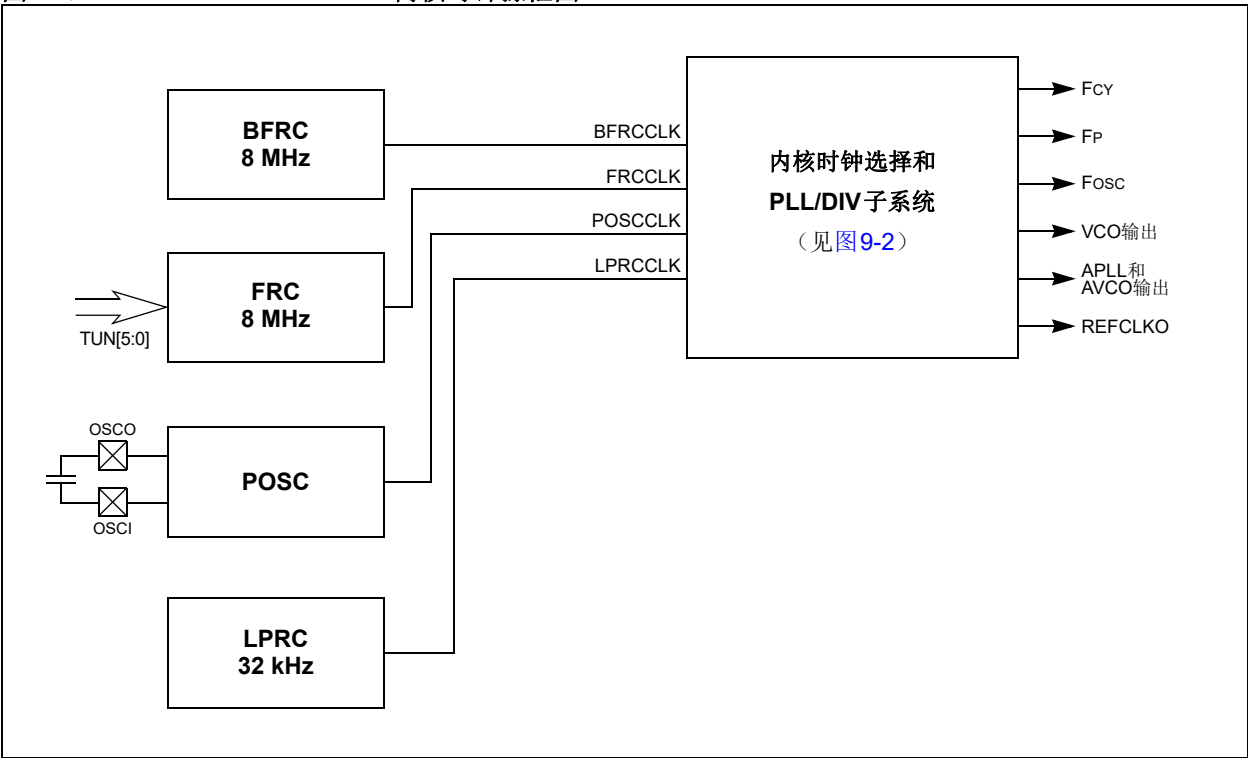 BFRC
8 MHz
BFRCCLK
FRCCLK
POSCCLK
LPRCCLK
FRC
8 MHz
TUN[5:0]
OSCO
OSCI
POSC
LPRC
32 kHz
内核时钟选择和
PLL/DIV子系统
（见图9-2）
FCY
FP
FOSC
VCO输出
APLL和
AVCO输出
REFCLKO